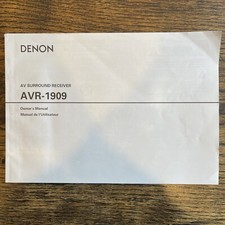 DENON
AV SURROUND RECEIVER
AVR-1909
Owner's Manual
Manuel de l'Utilisateur